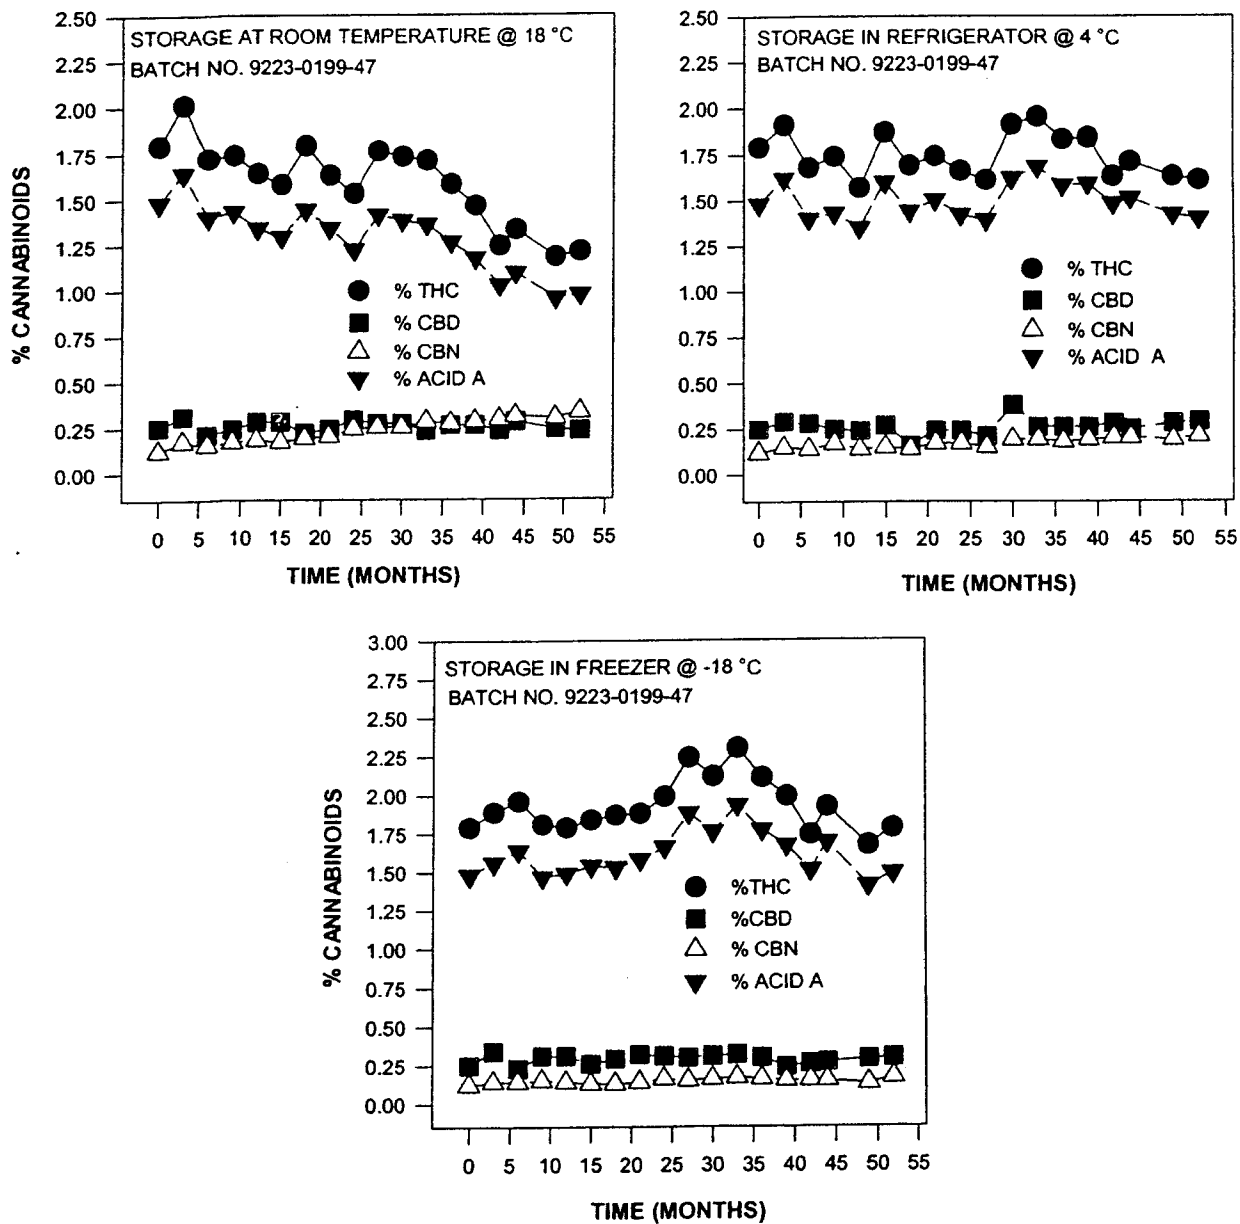 STORAGE AT ROOM TEMPERATURE @ 18 °C
BATCH NO. 9223-0199-47
2.50
2.25
2.00
1.75
1.50
1.25
1.00
0.75
0.50
0.25
0.00
% CANNABINOIDS
% THC
% CBD
% CBN
% ACID A
0 5 10 15 20 25 30 35 40 45 50 55
TIME (MONTHS)
STORAGE IN REFRIGERATOR @ 4 °C
BATCH NO. 9223-0199-47
2.50
2.25
2.00
1.75
1.50
1.25
1.00
0.75
0.50
0.25
0.00
% THC
% CBD
% CBN
% ACID A
0 5 10 15 20 25 30 35 40 45 50 55
TIME (MONTHS)
STORAGE IN FREEZER @ -18 °C
BATCH NO. 9223-0199-47
3.00
2.75
2.50
2.25
2.00
1.75
1.50
1.25
1.00
0.75
0.50
0.25
0.00
% CANNABINOIDS
%THC
%CBD
% CBN
% ACID A
0 5 10 15 20 25 30 35 40 45 50 55
TIME (MONTHS)